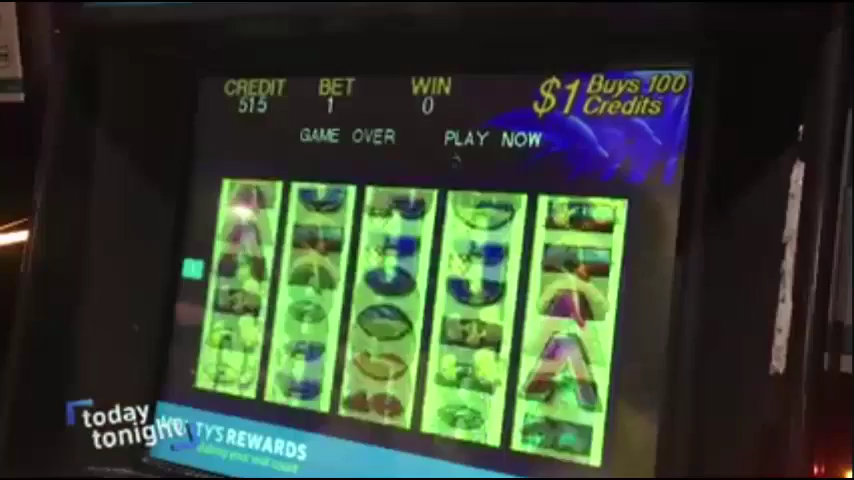 CREDIT BET WIN
515 1 0
$1 Buys 100
Credits
GAME OVER PLAY NOW
today
tonight
TY'S REWARDS